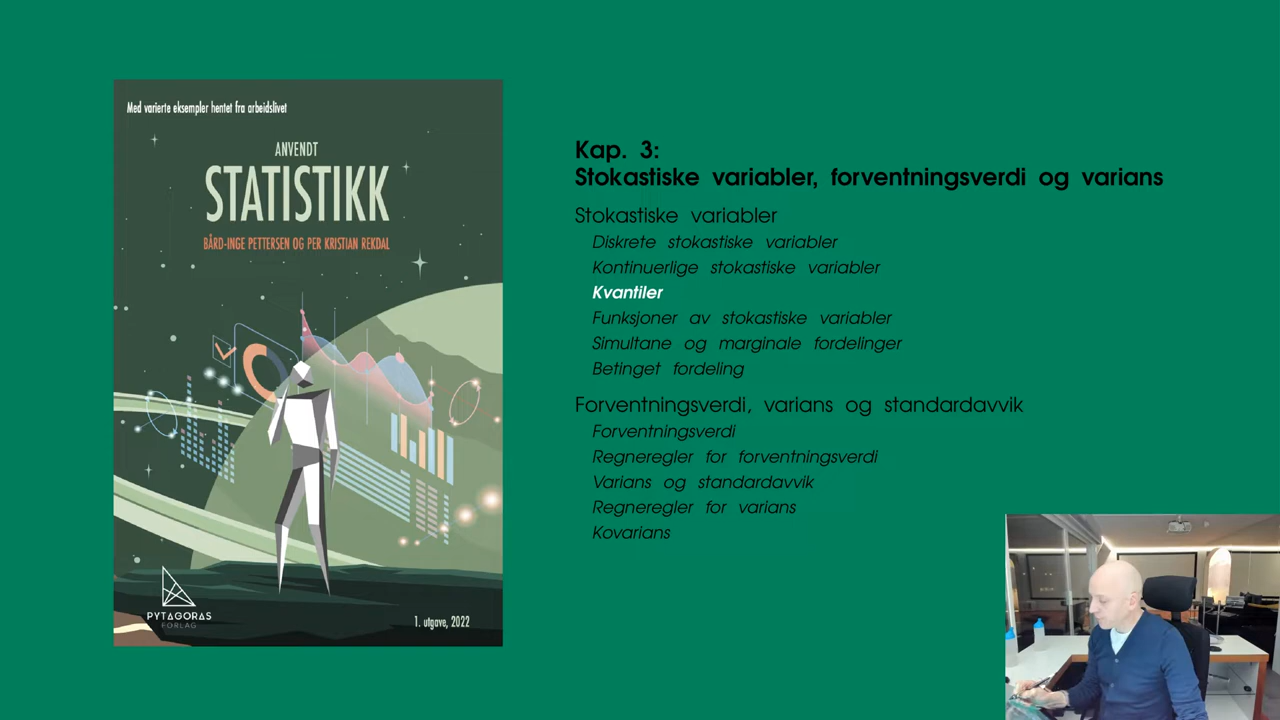 Med varierte eksempler hentet fra arbeidslivet
ANVENDT
STATISTIKK
BÅRD-INGE PETTERSEN OG PER KRISTIAN REKDAL
PYTAGORAS
FORLAG
1. utgave, 2022
Kap. 3:
Stokastiske variabler, forventningsverdi og varians
Stokastiske variabler
Diskrete stokastiske variabler
Kontinuerlige stokastiske variabler
Kvantiler
Funksjoner av stokastiske variabler
Simultane og marginale fordelinger
Betinget fordeling
Forventningsverdi, varians og standardavvik
Forventningsverdi
Regneregler for forventningsverdi
Varians og standardavvik
Regneregler for varians
Kovarians